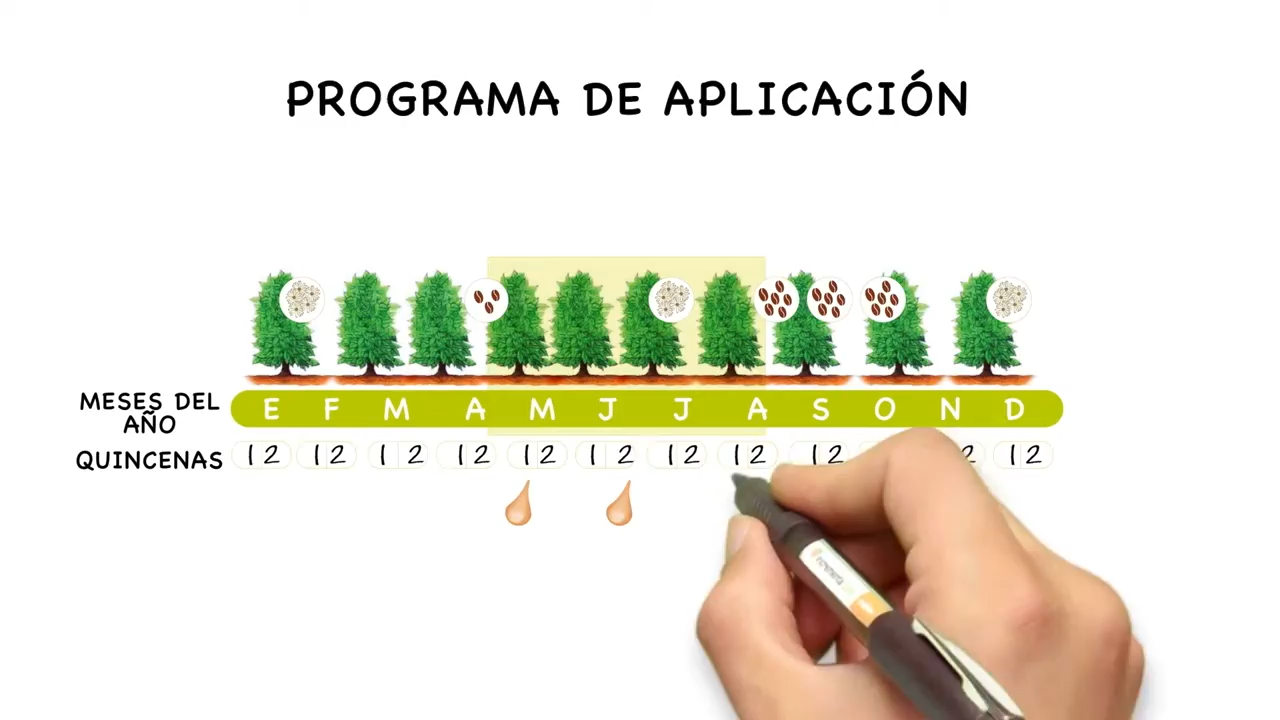 PROGRAMA DE APLICACIÓN
MESES DEL AÑO
E F M A M J J A S O N D
QUINCENAS
1 2 1 2 1 2 1 2 1 2 1 2 1 2 1 2 1 2 2 1 2